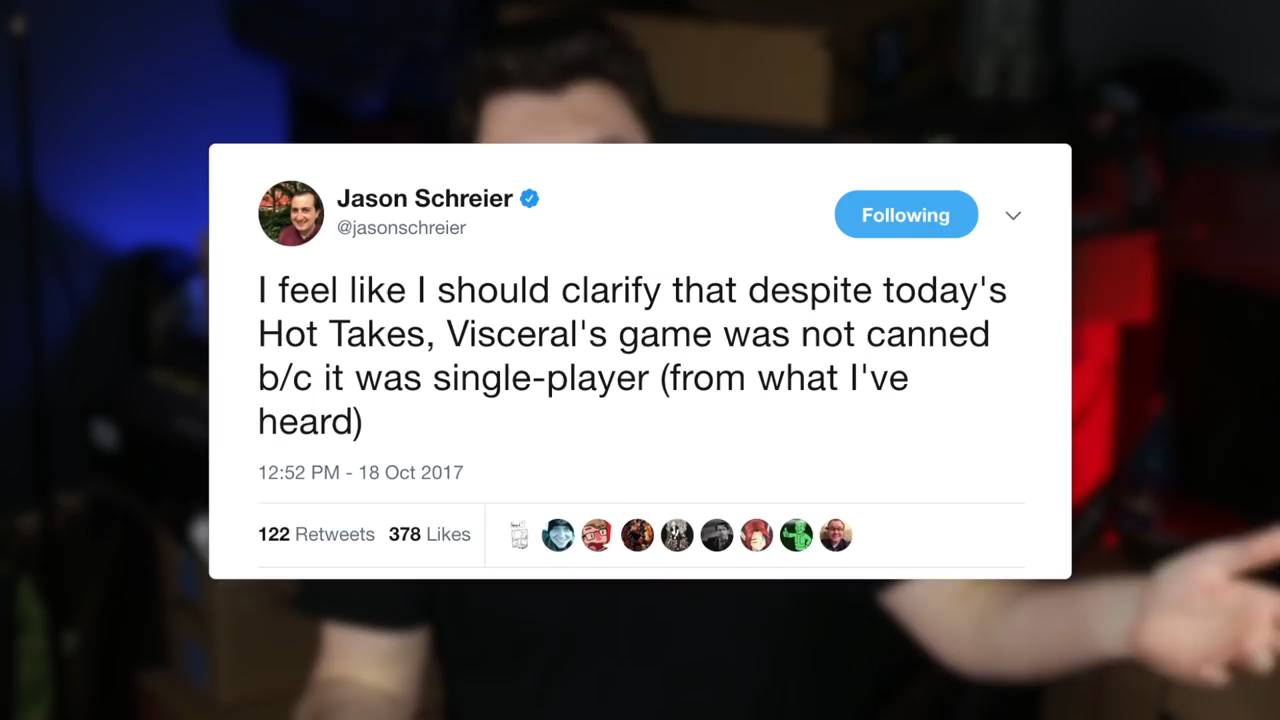 Jason Schreier
@jasonschreier
Following
I feel like I should clarify that despite today's
Hot Takes, Visceral's game was not canned
b/c it was single-player (from what I've
heard)
12:52 PM - 18 Oct 2017
122 Retweets 378 Likes